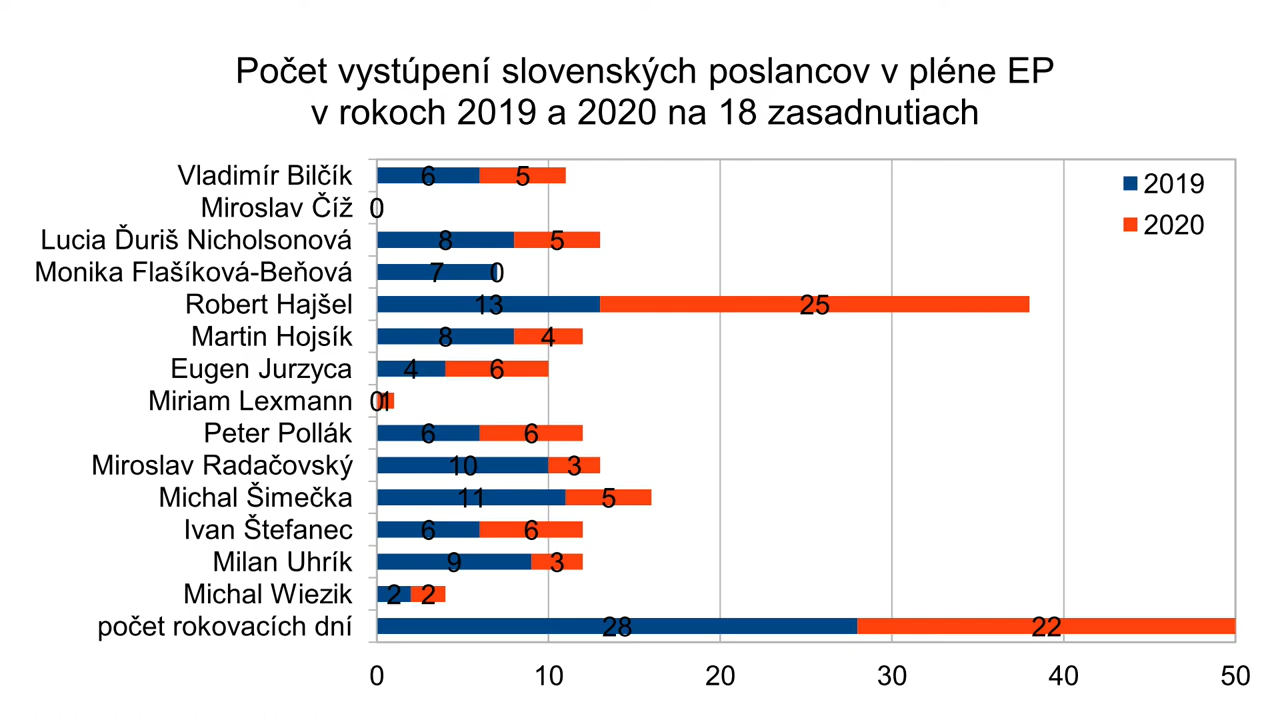 Počet vystúpení slovenských poslancov v pléne EP
v rokoch 2019 a 2020 na 18 zasadnutiach
2019
2020
Vladimír Bilčík 6 5
Miroslav Číž 0
Lucia Ďuriš Nicholsonová 8 5
Monika Flašíková-Beňová 7 0
Robert Hajšel 13 25
Martin Hojsík 8 4
Eugen Jurzyca 4 6
Miriam Lexmann 0 1
Peter Pollák 6 6
Miroslav Radačovský 10 3
Michal Šimečka 11 5
Ivan Štefanec 6 6
Milan Uhrík 9 3
Michal Wiezik 2 2
počet rokovacích dní 28 22
0 10 20 30 40 50